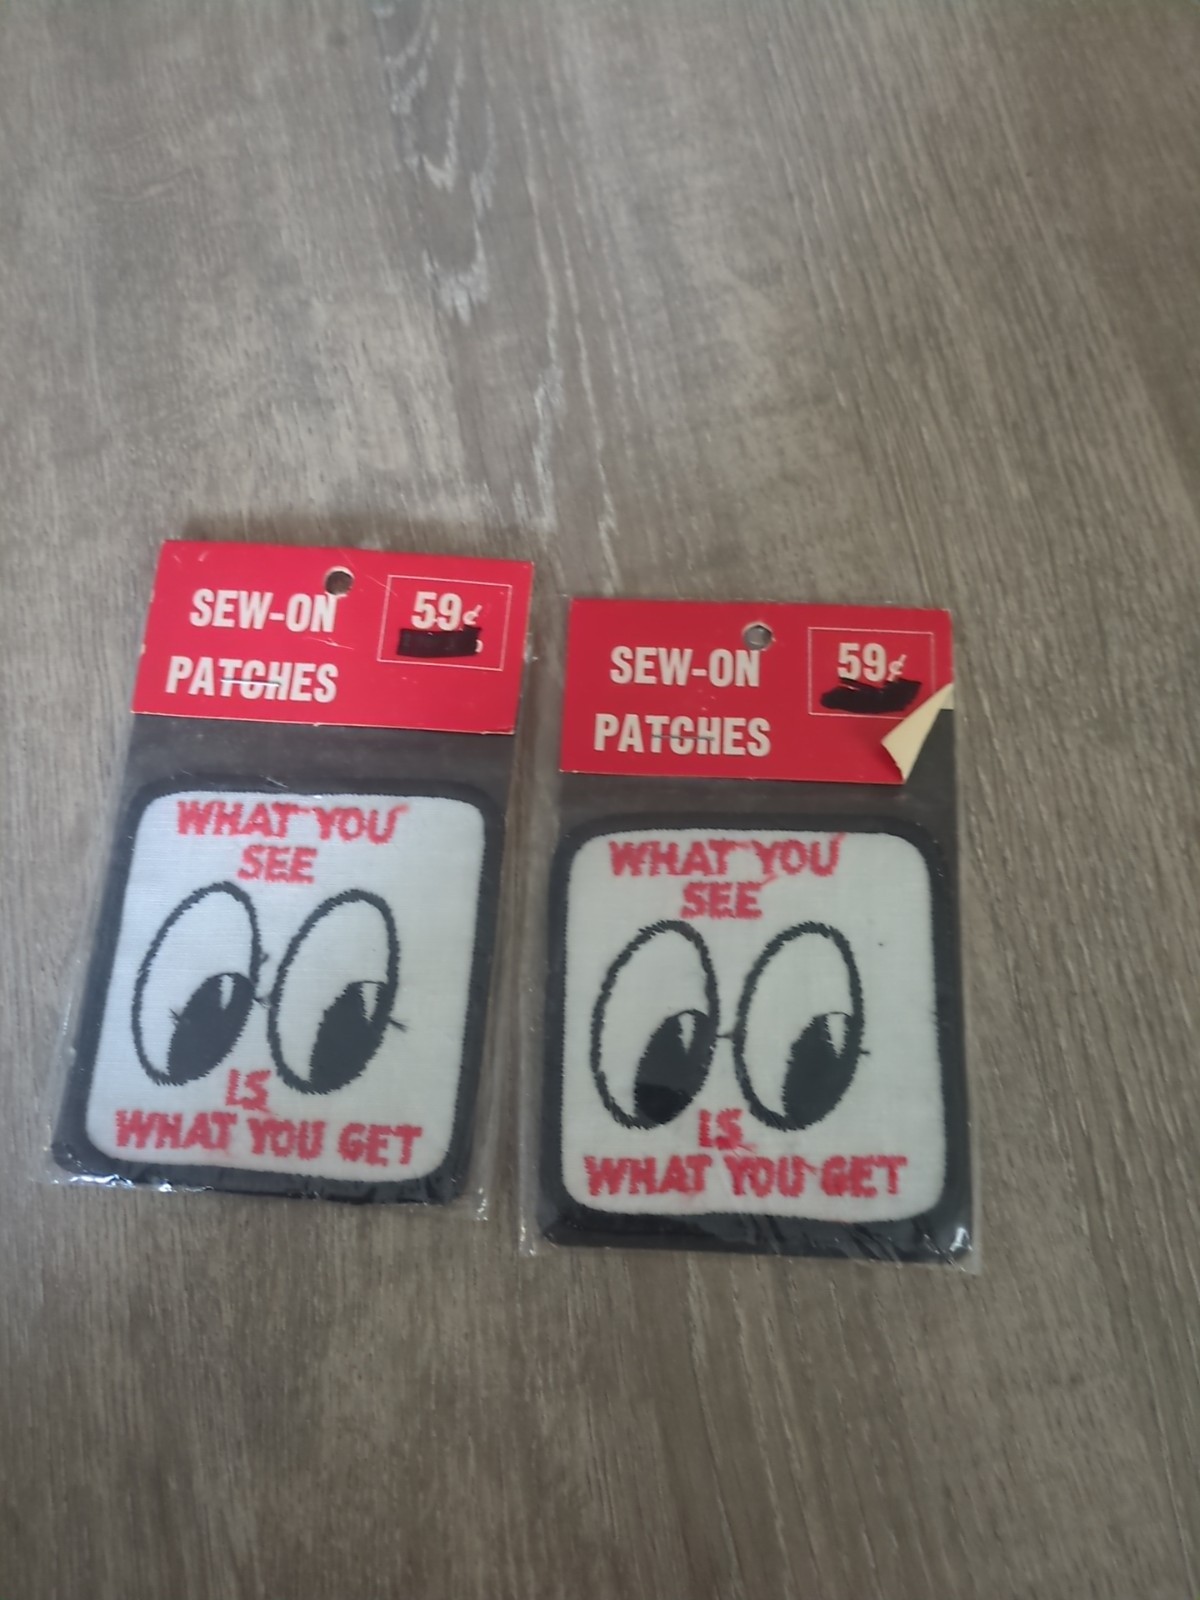 SEW-ON
PATCHES
59¢
WHAT YOU
SEE
IS
WHAT YOU GET
SEW-ON
PATCHES
59¢
WHAT YOU
SEE
IS
WHAT YOU GET